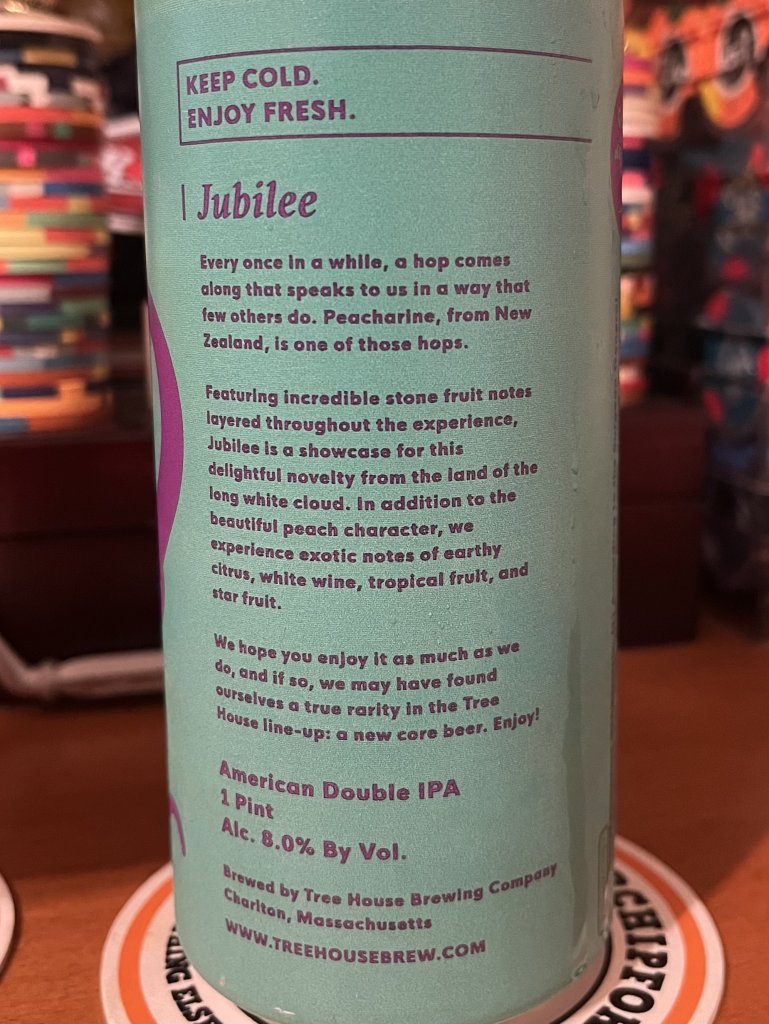 KEEP COLD.
ENJOY FRESH.
Jubilee
Every once in a while, a hop comes
along that speaks to us in a way that
few others do. Peacharine, from New
Zealand, is one of those hops.
Featuring incredible stone fruit notes
layered throughout the experience,
Jubilee is a showcase for this
delightful novelty from the land of the
long white cloud. In addition to the
beautiful peach character, we
experience exotic notes of earthy
citrus, white wine, tropical fruit, and
star fruit.
We hope you enjoy it as much as we
do, and if so, we may have found
ourselves a true rarity in the Tree
House line-up: a new core beer. Enjoy!
American Double IPA
1 Pint
Alc. 8.0% By Vol.
Brewed by Tree House Brewing Company
Charlton, Massachusetts
WWW.TREEHOUSEBREW.COM